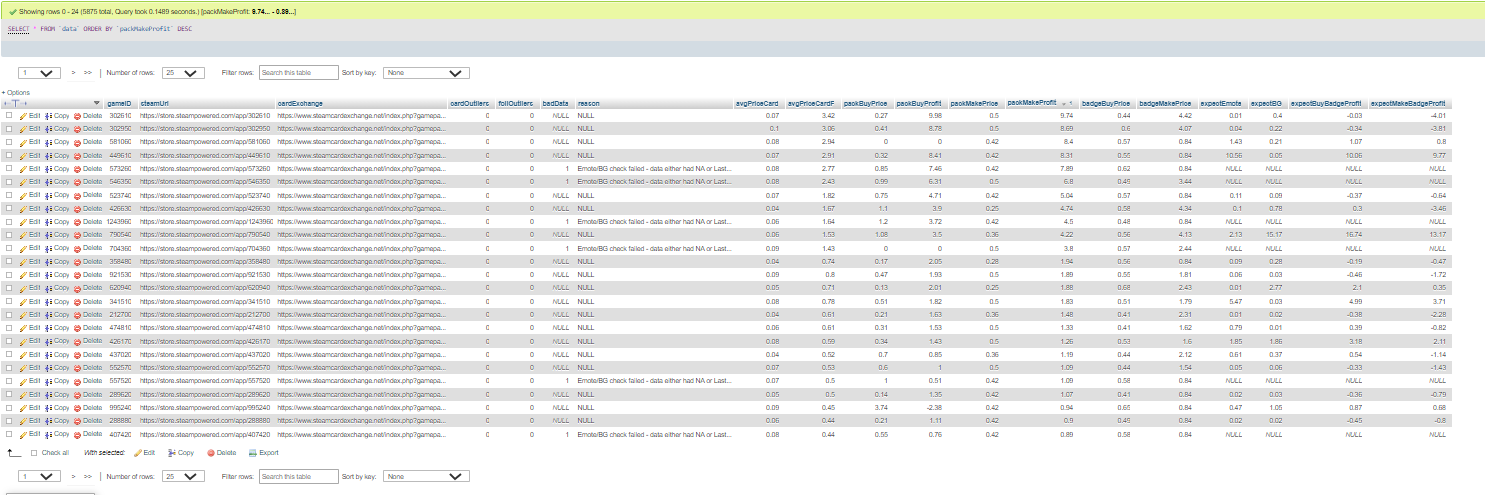 Showing rows 0 - 24 (5875 total, Query took 0.1489 seconds.) [packMakeProfit: 9.74... - 0.89...]
SELECT * FROM `data` ORDER BY `packMakeProfit` DESC
1 > >> | Number of rows: 25 Filter rows: Search this table Sort by key: None
+ Options
←T→ gameID steamUrl cardExchange cardOutliers foilOutliers badData reason avgPriceCard avgPriceCardF packBuyPrice packBuyProfit packMakePrice packMakeProfit 1 badgeBuyPrice badgeMakePrice expectEmote expectBG expectBuyBadgeProfit expectMakeBadgeProfit
Edit Copy Delete 302610 https://store.steampowered.com/app/302610 https://www.steamcardexchange.net/index.php?gamepa... 0 0 NULL NULL 0.07 3.42 0.27 9.98 0.5 9.74 0.44 4.42 0.01 0.4 -0.03 -4.01
Edit Copy Delete 302950 https://store.steampowered.com/app/302950 https://www.steamcardexchange.net/index.php?gamepa... 0 0 NULL NULL 0.1 3.06 0.41 8.78 0.5 8.69 0.6 4.07 0.04 0.22 -0.34 -3.81
Edit Copy Delete 581060 https://store.steampowered.com/app/581060 https://www.steamcardexchange.net/index.php?gamepa... 0 0 NULL NULL 0.08 2.94 0 0 0.42 8.4 0.57 0.84 1.43 0.21 1.07 0.8
Edit Copy Delete 449610 https://store.steampowered.com/app/449610 https://www.steamcardexchange.net/index.php?gamepa... 0 0 NULL NULL 0.07 2.91 0.32 8.41 0.42 8.31 0.55 0.84 10.56 0.05 10.06 9.77
Edit Copy Delete 573260 https://store.steampowered.com/app/573260 https://www.steamcardexchange.net/index.php?gamepa... 0 0 1 Emote/BG check failed - data either had NA or Last... 0.08 2.77 0.85 7.46 0.42 7.89 0.62 0.84 NULL NULL NULL NULL
Edit Copy Delete 546350 https://store.steampowered.com/app/546350 https://www.steamcardexchange.net/index.php?gamepa... 0 0 1 Emote/BG check failed - data either had NA or Last... 0.08 2.43 0.99 6.31 0.5 6.8 0.49 3.44 NULL NULL NULL NULL
Edit Copy Delete 523740 https://store.steampowered.com/app/523740 https://www.steamcardexchange.net/index.php?gamepa... 0 0 NULL NULL 0.07 1.82 0.75 4.71 0.42 5.04 0.57 0.84 0.11 0.09 -0.37 -0.64
Edit Copy Delete 426630 https://store.steampowered.com/app/426630 https://www.steamcardexchange.net/index.php?gamepa... 0 0 NULL NULL 0.04 1.67 1.1 3.9 0.25 4.74 0.58 4.34 0.1 0.78 0.3 -3.46
Edit Copy Delete 1243960 https://store.steampowered.com/app/1243960 https://www.steamcardexchange.net/index.php?gamepa... 0 0 1 Emote/BG check failed - data either had NA or Last... 0.06 1.64 1.2 3.72 0.42 4.5 0.48 0.84 NULL NULL NULL NULL
Edit Copy Delete 790540 https://store.steampowered.com/app/790540 https://www.steamcardexchange.net/index.php?gamepa... 0 0 NULL NULL 0.06 1.53 1.08 3.5 0.36 4.22 0.56 4.13 2.13 15.17 16.74 13.17
Edit Copy Delete 704360 https://store.steampowered.com/app/704360 https://www.steamcardexchange.net/index.php?gamepa... 0 0 1 Emote/BG check failed - data either had NA or Last... 0.09 1.43 0 0 0.5 3.8 0.57 2.44 NULL NULL NULL NULL
Edit Copy Delete 358480 https://store.steampowered.com/app/358480 https://www.steamcardexchange.net/index.php?gamepa... 0 0 NULL NULL 0.04 0.74 0.17 2.05 0.28 1.94 0.56 0.84 0.09 0.28 -0.19 -0.47
Edit Copy Delete 921530 https://store.steampowered.com/app/921530 https://www.steamcardexchange.net/index.php?gamepa... 0 0 NULL NULL 0.09 0.8 0.47 1.93 0.5 1.89 0.55 1.81 0.06 0.03 -0.46 -1.72
Edit Copy Delete 620940 https://store.steampowered.com/app/620940 https://www.steamcardexchange.net/index.php?gamepa... 0 0 NULL NULL 0.05 0.71 0.13 2.01 0.25 1.88 0.68 2.43 0.01 2.77 2.1 0.35
Edit Copy Delete 341510 https://store.steampowered.com/app/341510 https://www.steamcardexchange.net/index.php?gamepa... 0 0 NULL NULL 0.08 0.78 0.51 1.82 0.5 1.83 0.51 1.79 5.47 0.03 4.99 3.71
Edit Copy Delete 212700 https://store.steampowered.com/app/212700 https://www.steamcardexchange.net/index.php?gamepa... 0 0 NULL NULL 0.04 0.61 0.21 1.63 0.36 1.48 0.41 2.31 0.01 0.02 -0.38 -2.28
Edit Copy Delete 474810 https://store.steampowered.com/app/474810 https://www.steamcardexchange.net/index.php?gamepa... 0 0 NULL NULL 0.06 0.61 0.31 1.53 0.5 1.33 0.41 1.62 0.79 0.01 0.39 -0.82
Edit Copy Delete 426170 https://store.steampowered.com/app/426170 https://www.steamcardexchange.net/index.php?gamepa... 0 0 NULL NULL 0.08 0.59 0.34 1.43 0.5 1.26 0.53 1.6 1.85 1.86 3.18 2.11
Edit Copy Delete 437020 https://store.steampowered.com/app/437020 https://www.steamcardexchange.net/index.php?gamepa... 0 0 NULL NULL 0.04 0.52 0.7 0.85 0.36 1.19 0.44 2.12 0.61 0.37 0.54 -1.14
Edit Copy Delete 552570 https://store.steampowered.com/app/552570 https://www.steamcardexchange.net/index.php?gamepa... 0 0 NULL NULL 0.07 0.53 0.6 1 0.5 1.09 0.44 1.54 0.05 0.06 -0.33 -1.43
Edit Copy Delete 557520 https://store.steampowered.com/app/557520 https://www.steamcardexchange.net/index.php?gamepa... 0 0 1 Emote/BG check failed - data either had NA or Last... 0.07 0.5 1 0.51 0.42 1.09 0.58 0.84 NULL NULL NULL NULL
Edit Copy Delete 289620 https://store.steampowered.com/app/289620 https://www.steamcardexchange.net/index.php?gamepa... 0 0 NULL NULL 0.05 0.5 0.14 1.35 0.42 1.07 0.41 0.84 0.02 0.03 -0.36 -0.79
Edit Copy Delete 995240 https://store.steampowered.com/app/995240 https://www.steamcardexchange.net/index.php?gamepa... 0 0 NULL NULL 0.09 0.45 3.74 -2.38 0.42 0.94 0.65 0.84 0.47 1.05 0.87 0.68
Edit Copy Delete 288880 https://store.steampowered.com/app/288880 https://www.steamcardexchange.net/index.php?gamepa... 0 0 NULL NULL 0.06 0.44 0.21 1.11 0.42 0.9 0.49 0.84 0.02 0.02 -0.45 -0.8
Edit Copy Delete 407420 https://store.steampowered.com/app/407420 https://www.steamcardexchange.net/index.php?gamepa... 0 0 1 Emote/BG check failed - data either had NA or Last... 0.08 0.44 0.55 0.76 0.42 0.89 0.58 0.84 NULL NULL NULL NULL
Check all With selected: Edit Copy Delete Export
1 > >> | Number of rows: 25 Filter rows: Search this table Sort by key: None